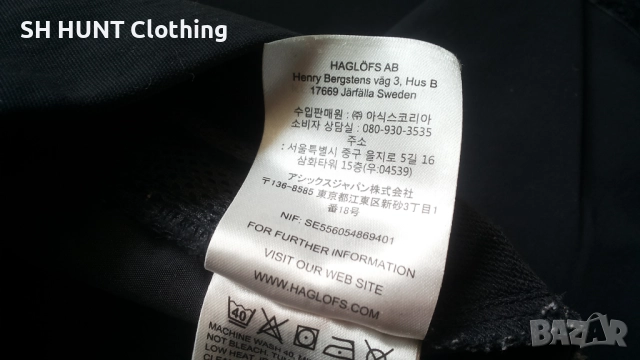 SH HUNT Clothing
HAGLÖFS AB
Henry Bergstens väg 3, Hus B
17669 Järfälla Sweden
수입판매원 : ㈜ 아식스코리아
소비자 상담실 : 080-930-3535
주소
: 서울특별시 중구 을지로 5길 16
삼화타워 15층(우:04539)
アシックスジャパン株式会社
〒136-8585 東京都江東区新砂3丁目1
番18号
NIF: SE556054869401
FOR FURTHER INFORMATION
VISIT OUR WEB SITE
WWW.HAGLOFS.COM
40
MACHINE WASH 40,
NOT BLEACH,
LOW HEAT,
BAZAR